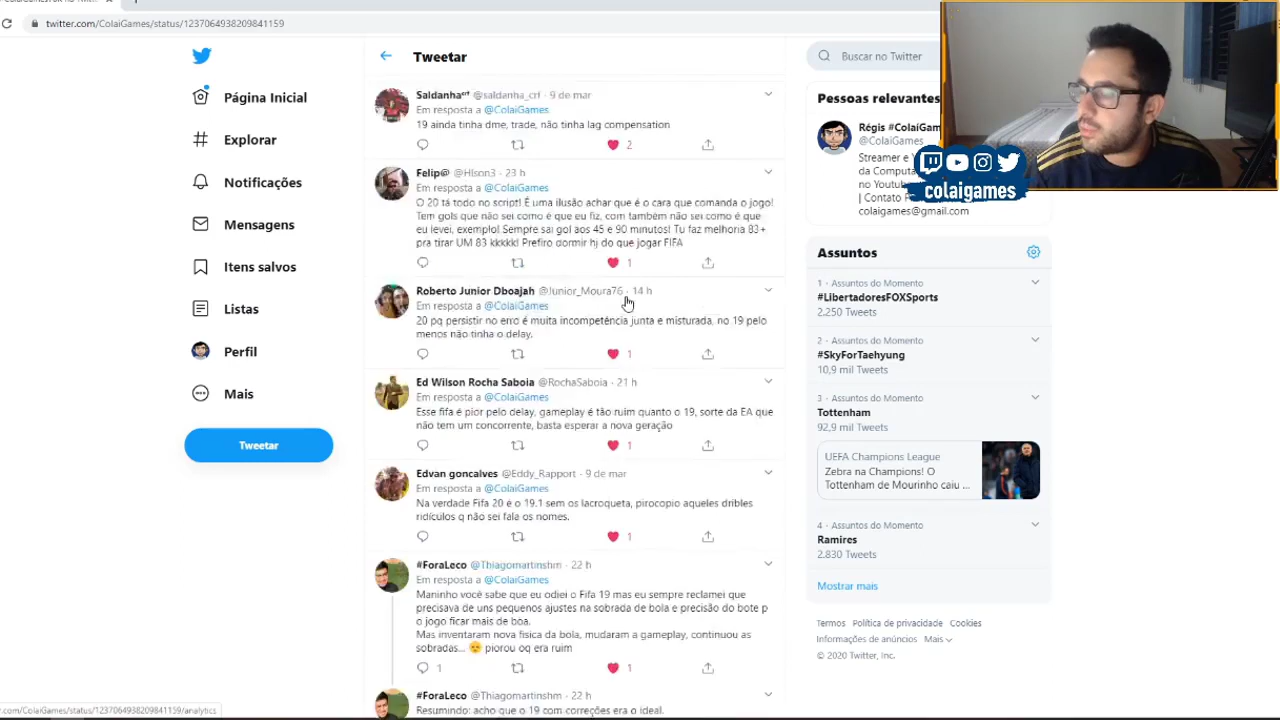 twitter.com/ColaiGames/status/1237064938209841159
Tweetar
Buscar no Twitter
Página Inicial
Explorar
Notificações
Mensagens
Itens salvos
Listas
Perfil
Mais
Tweetar
Saldanhaᶜʳᶠ @saldanha_crf · 9 de mar
Em resposta a @ColaiGames
19 ainda tinha dme, trade, não tinha lag compensation
2
Felip@ @Hlson3 · 23 h
Em resposta a @ColaiGames
O 20 tá todo no script! É uma ilusão achar que é o cara que comanda o jogo!
Tem gols que não sei como é que eu fiz, com também não sei como é que
eu levei, exemplo! Sempre sai gol aos 45 e 90 minutos! Tu faz melhoria 83+
pra tirar UM 83 kkkkk! Prefiro dormir hj do que jogar FIFA
1
Roberto Junior Dboajah @Junior_Moura76 · 14 h
Em resposta a @ColaiGames
20 pq persistir no erro é muita incompetência junta e misturada, no 19 pelo
menos não tinha o delay.
1
Ed Wilson Rocha Saboia @RochaSaboia · 21 h
Em resposta a @ColaiGames
Esse fifa é pior pelo delay, gameplay é tão ruim quanto o 19, sorte da EA que
não tem um concorrente, basta esperar a nova geração
1
Edvan goncalves @Eddy_Rapport · 9 de mar
Em resposta a @ColaiGames
Na verdade Fifa 20 é o 19.1 sem os lacroqueta, pirocopio aqueles dribles
ridículos q não sei fala os nomes.
1
#ForaLeco @Thiagomartinshm · 22 h
Em resposta a @ColaiGames
Maninho você sabe que eu odiei o Fifa 19 mas eu sempre reclamei que
precisava de uns pequenos ajustes na sobrada de bola e precisão do bote p
o jogo ficar mais de boa.
Mas inventaram nova fisica da bola, mudaram a gameplay, continuou as
sobradas... piorou oq era ruim
1 1
#ForaLeco @Thiagomartinshm · 22 h
Resumindo: acho que o 19 com correções era o ideal.
Pessoas relevantes
Régis #ColaíGam
@ColaiGames
Streamer e Y
da Computa
no Youtub
| Contato P
colaigames@gmail.com
colaigames
Assuntos
1 · Assuntos do Momento
#LibertadoresFOXSports
2.250 Tweets
2 · Assuntos do Momento
#SkyForTaehyung
10,9 mil Tweets
3 · Assuntos do Momento
Tottenham
92,9 mil Tweets
UEFA Champions League
Zebra na Champions! O
Tottenham de Mourinho caiu ...
4 · Assuntos do Momento
Ramires
2.830 Tweets
Mostrar mais
Termos Política de privacidade Cookies
Informações de anúncios Mais
© 2020 Twitter, Inc.
r.com/ColaiGames/status/1237064938209841159/analytics